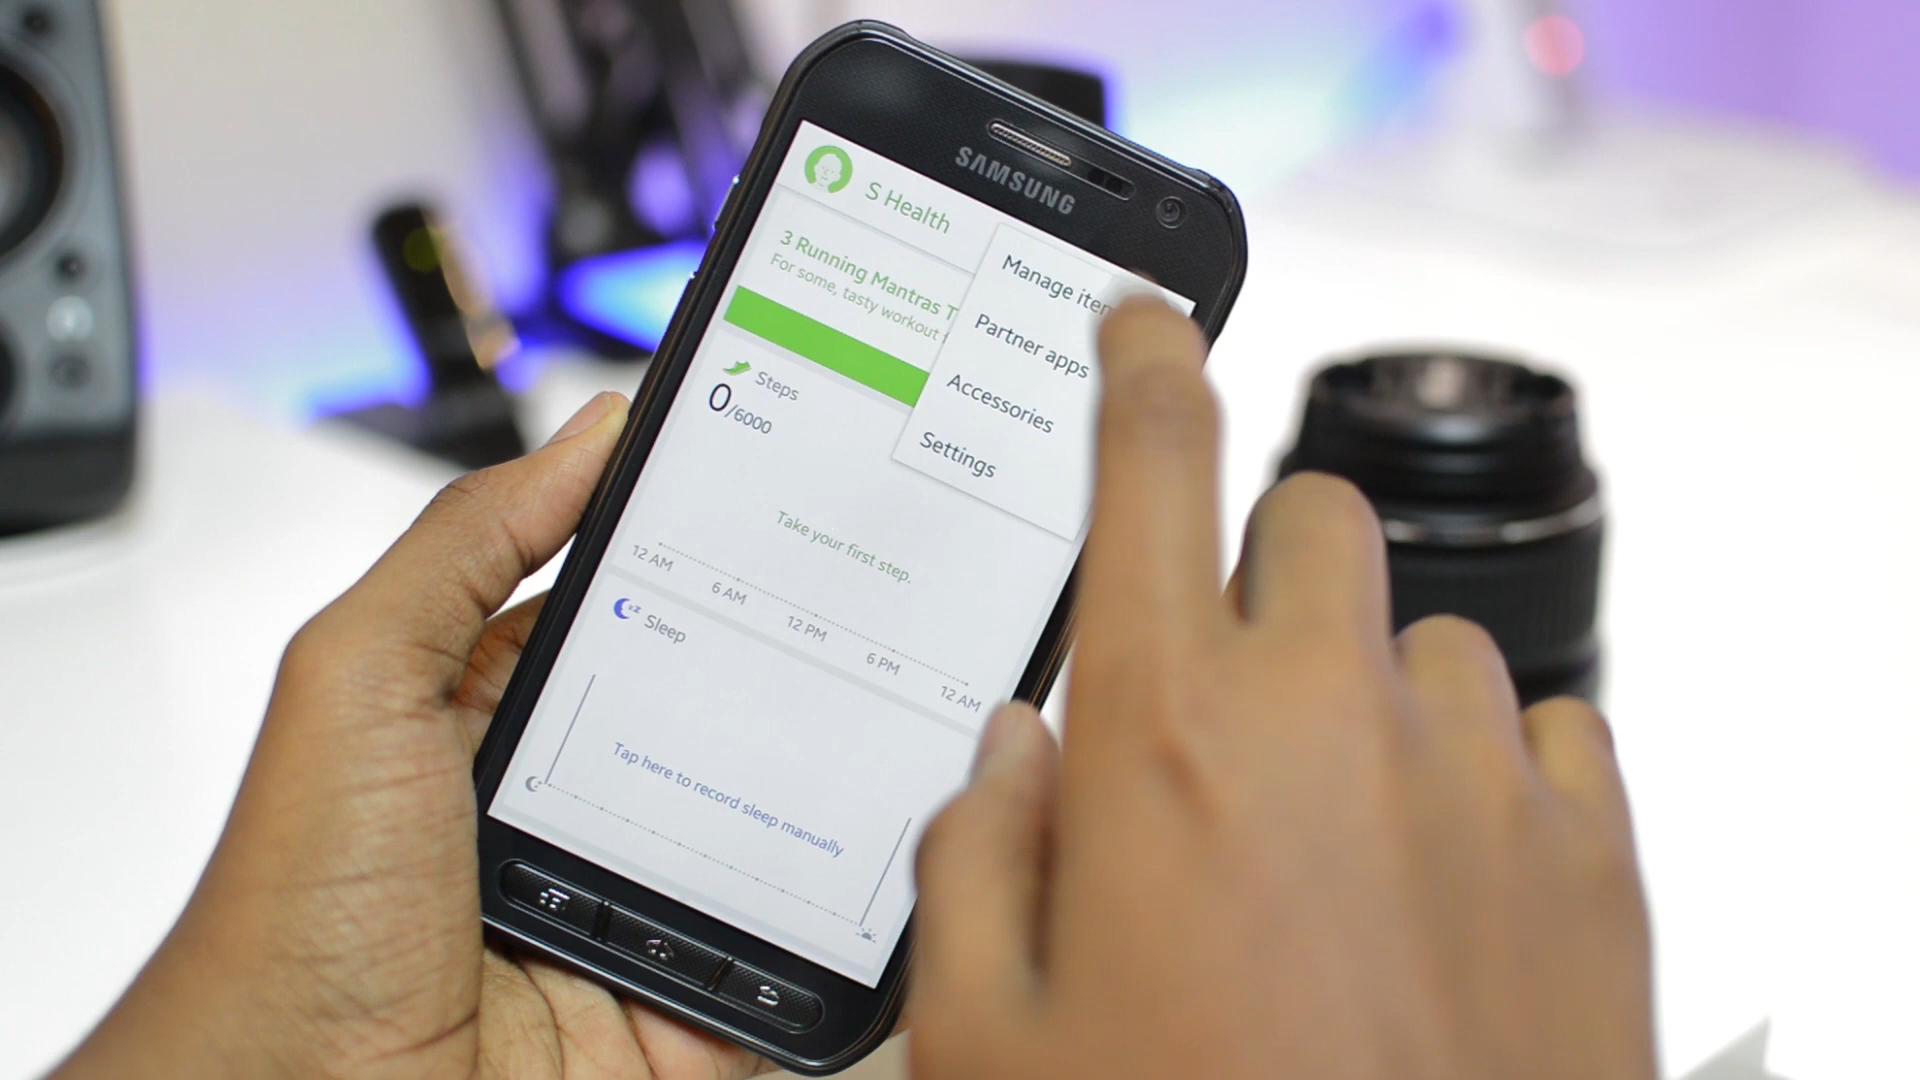 SAMSUNG
S Health
3 Running Mantras T
For some, tasty workout
Manage item
Partner apps
Accessories
Settings
Steps
0/6000
Take your first step.
12 AM
6 AM
12 PM
6 PM
12 AM
Sleep
Tap here to record sleep manually